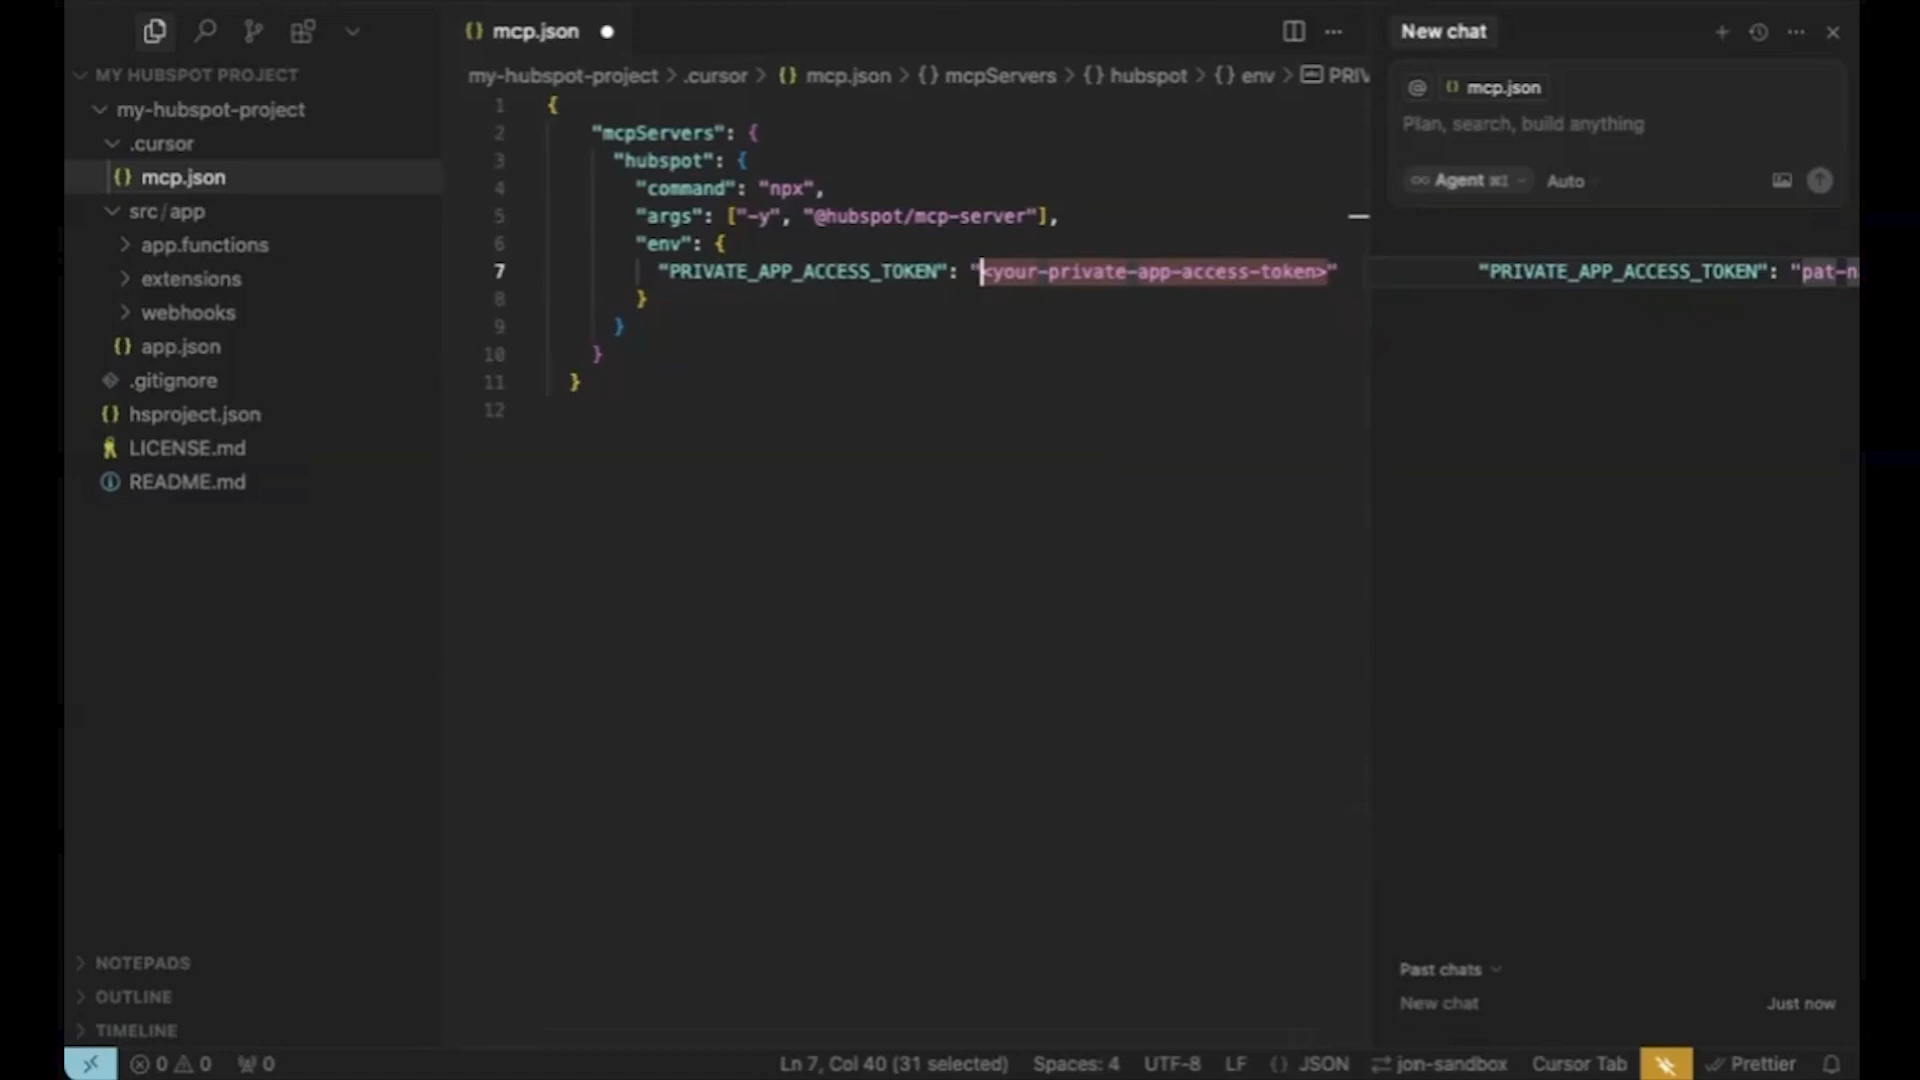 MY HUBSPOT PROJECT
my-hubspot-project
.cursor
{} mcp.json
src/app
app.functions
extensions
webhooks
{} app.json
.gitignore
{} hsproject.json
LICENSE.md
README.md
NOTEPADS
OUTLINE
TIMELINE
{} mcp.json
my-hubspot-project > .cursor > {} mcp.json > {} mcpServers > {} hubspot > {} env > PRIV
1 {
2 "mcpServers": {
3 "hubspot": {
4 "command": "npx",
5 "args": ["-y", "@hubspot/mcp-server"],
6 "env": {
7 "PRIVATE_APP_ACCESS_TOKEN": "<your-private-app-access-token>"
8 }
9 }
10 }
11 }
12
New chat
@ {} mcp.json
Plan, search, build anything
∞ Agent ⌘I Auto
"PRIVATE_APP_ACCESS_TOKEN": "pat-n
Past chats
New chat Just now
0 0 0 Ln 7, Col 40 (31 selected) Spaces: 4 UTF-8 LF {} JSON jon-sandbox Cursor Tab Prettier